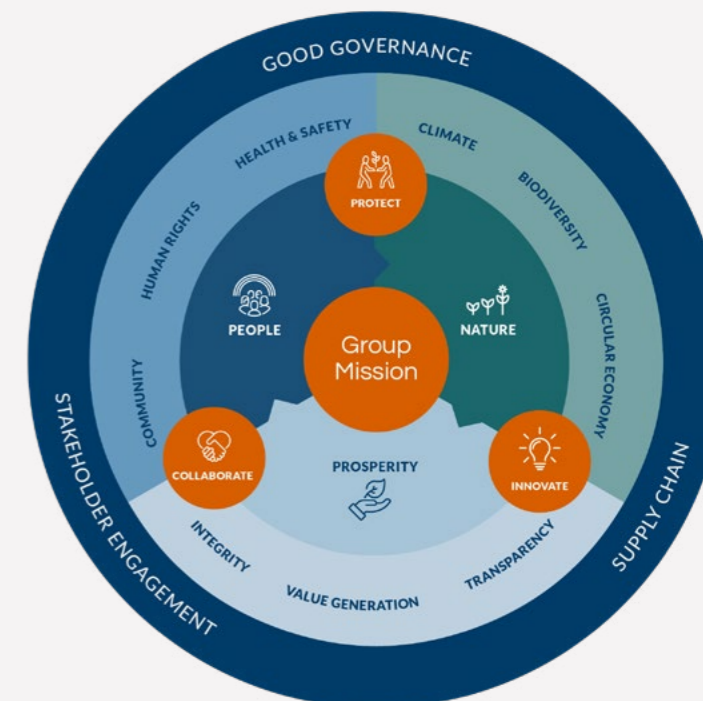 GOOD GOVERNANCE
HEALTH & SAFETY
CLIMATE
BIODIVERSITY
HUMAN RIGHTS
PROTECT
PEOPLE
NATURE
Group
Mission
CIRCULAR ECONOMY
COMMUNITY
COLLABORATE
PROSPERITY
INNOVATE
INTEGRITY
VALUE GENERATION
TRANSPARENCY
STAKEHOLDER ENGAGEMENT
SUPPLY CHAIN